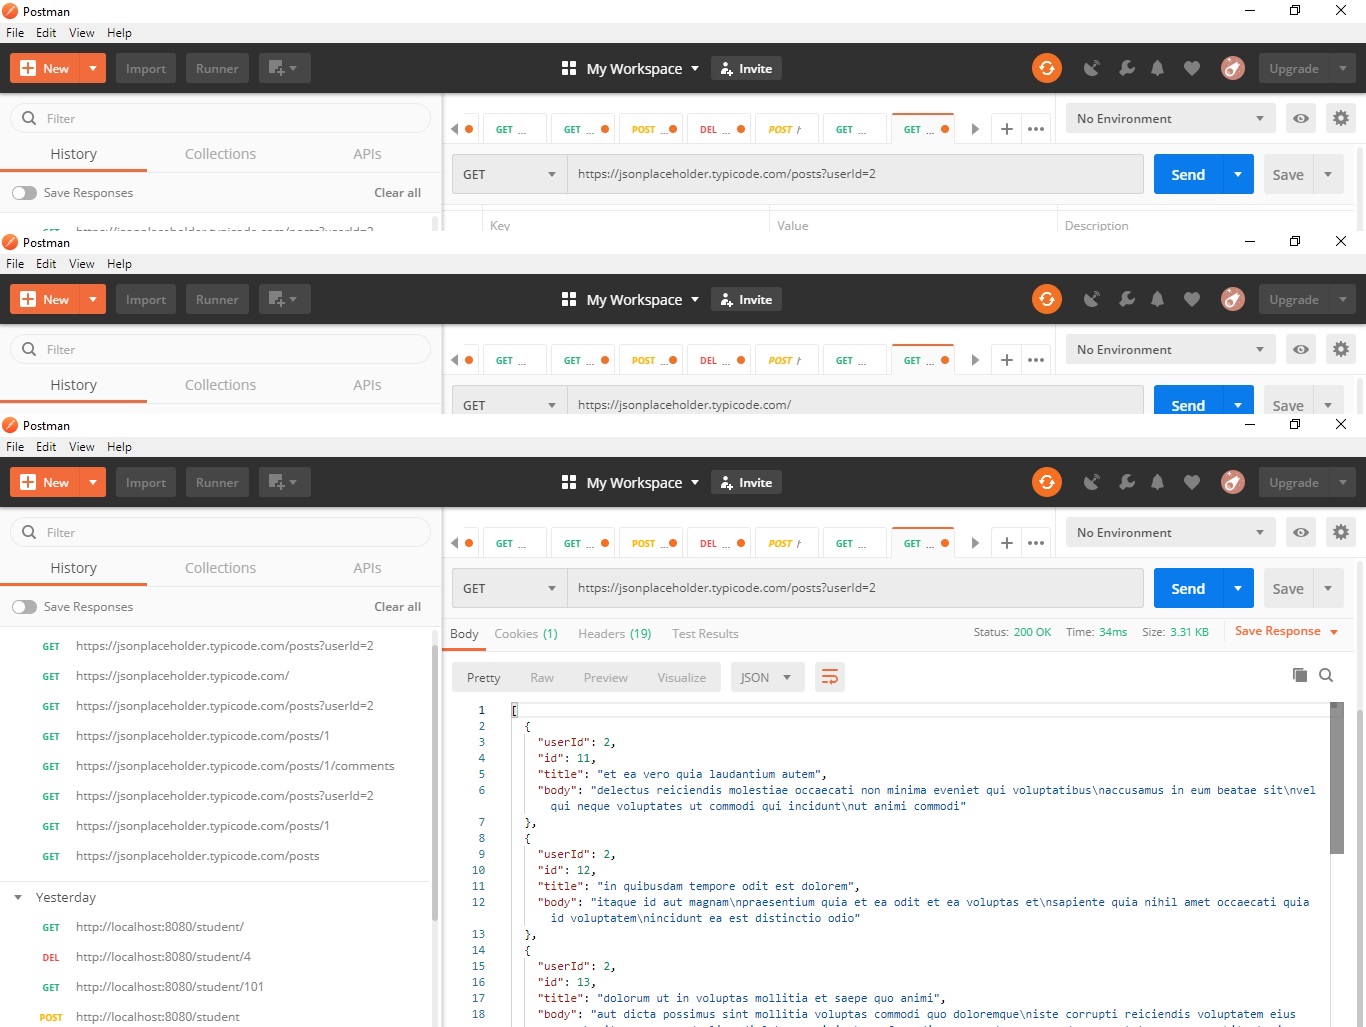 Postman
File Edit View Help
New Import Runner My Workspace Invite Upgrade
Filter
History Collections APIs
Save Responses Clear all
GET ... GET ... POST ... DEL ... POST GET ... GET ... No Environment
GET https://jsonplaceholder.typicode.com/posts?userId=2 Send Save
Key Value Description
GET https://jsonplaceholder.typicode.com/posts?userId=2
Postman
File Edit View Help
New Import Runner My Workspace Invite Upgrade
Filter
History Collections APIs
GET ... GET ... POST ... DEL ... POST GET ... GET ... No Environment
GET https://jsonplaceholder.typicode.com/ Send Save
Postman
File Edit View Help
New Import Runner My Workspace Invite Upgrade
Filter
History Collections APIs
Save Responses Clear all
GET https://jsonplaceholder.typicode.com/posts?userId=2
GET https://jsonplaceholder.typicode.com/
GET https://jsonplaceholder.typicode.com/posts?userId=2
GET https://jsonplaceholder.typicode.com/posts/1
GET https://jsonplaceholder.typicode.com/posts/1/comments
GET https://jsonplaceholder.typicode.com/posts?userId=2
GET https://jsonplaceholder.typicode.com/posts/1
GET https://jsonplaceholder.typicode.com/posts
Yesterday
GET http://localhost:8080/student/
DEL http://localhost:8080/student/4
GET http://localhost:8080/student/101
POST http://localhost:8080/student
GET ... GET ... POST ... DEL ... POST GET ... GET ... No Environment
GET https://jsonplaceholder.typicode.com/posts?userId=2 Send Save
Body Cookies (1) Headers (19) Test Results Status: 200 OK Time: 34ms Size: 3.31 KB Save Response
Pretty Raw Preview Visualize JSON
1 [
2 {
3 "userId": 2,
4 "id": 11,
5 "title": "et ea vero quia laudantium autem",
6 "body": "delectus reiciendis molestiae occaecati non minima eveniet qui voluptatibus\naccusamus in eum beatae sit\nvel
qui neque voluptates ut commodi qui incidunt\nut animi commodi"
7 },
8 {
9 "userId": 2,
10 "id": 12,
11 "title": "in quibusdam tempore odit est dolorem",
12 "body": "itaque id aut magnam\npraesentium quia et ea odit et ea voluptas et\nsapiente quia nihil amet occaecati quia
id voluptatem\nincidunt ea est distinctio odio"
13 },
14 {
15 "userId": 2,
16 "id": 13,
17 "title": "dolorum ut in voluptas mollitia et saepe quo animi",
18 "body": "aut dicta possimus sint mollitia voluptas commodi quo doloremque\niste corrupti reiciendis voluptatem eius